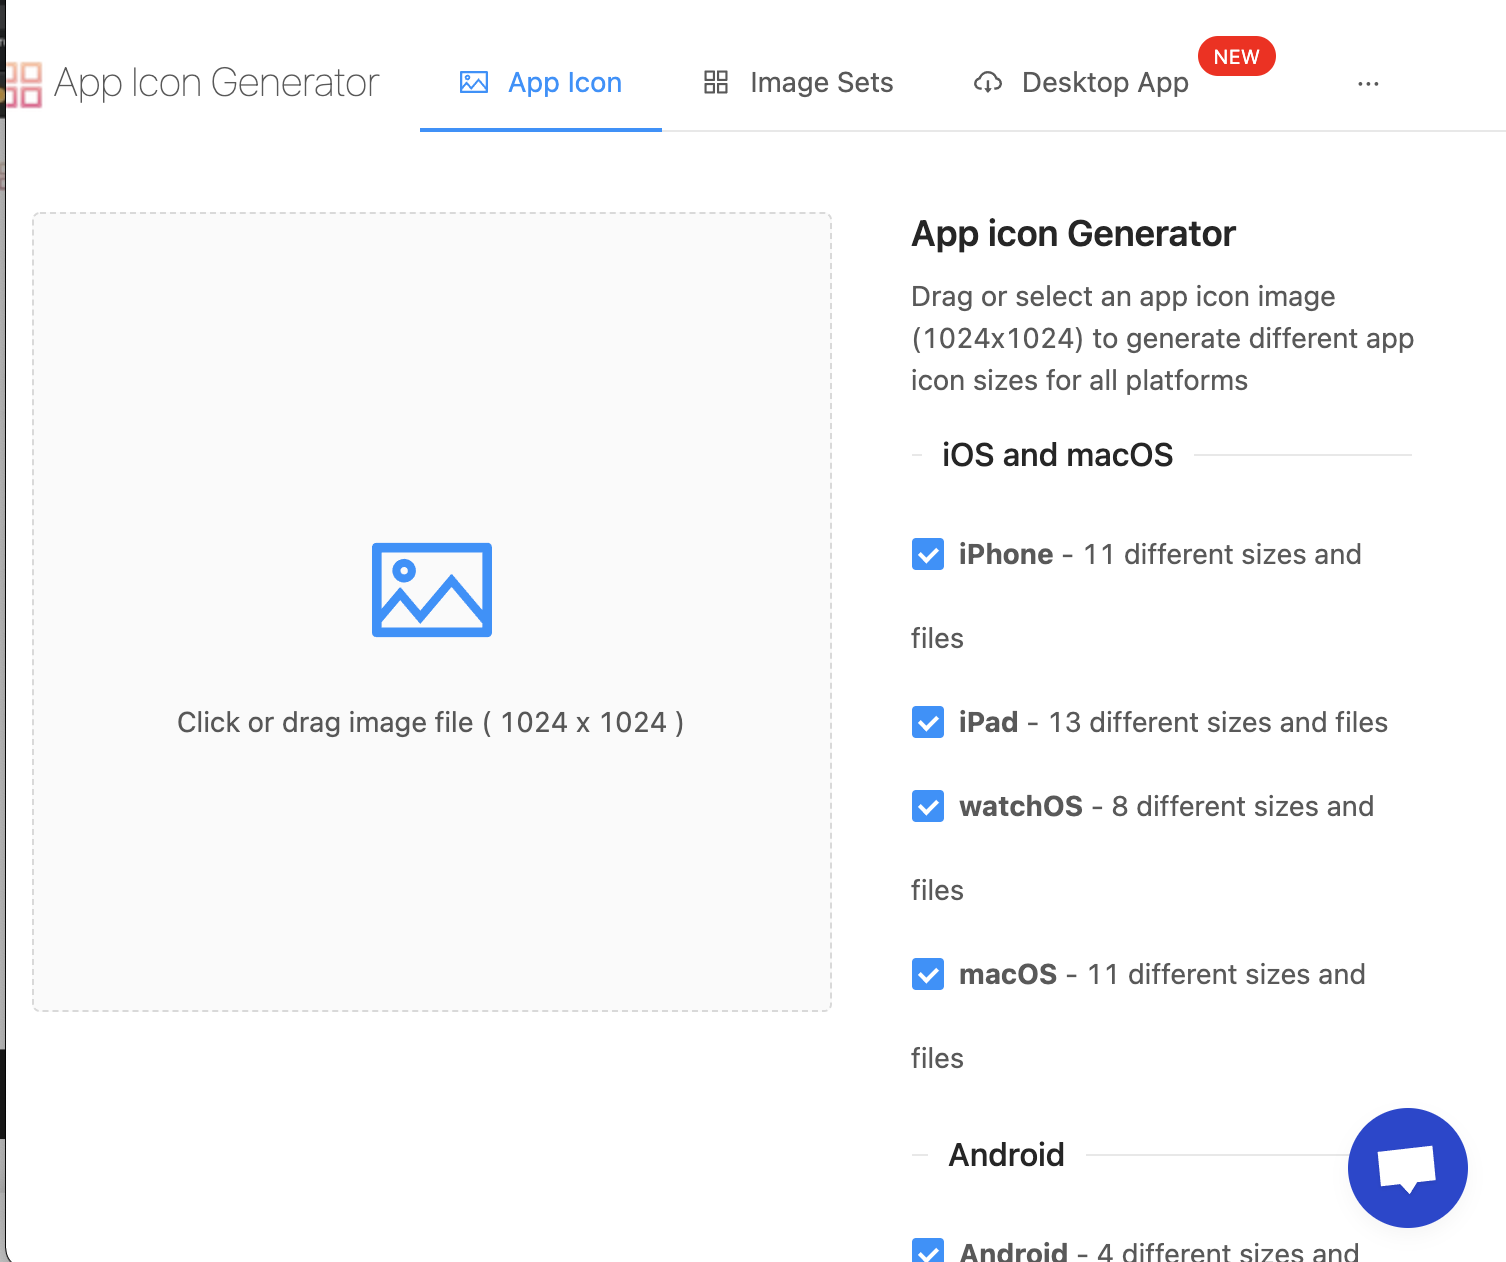 App Icon Generator
App Icon
Image Sets
Desktop App
NEW
...
App icon Generator
Drag or select an app icon image
(1024x1024) to generate different app
icon sizes for all platforms
iOS and macOS
iPhone - 11 different sizes and
files
iPad - 13 different sizes and files
watchOS - 8 different sizes and
files
macOS - 11 different sizes and
files
Android
Android - 4 different sizes and
Click or drag image file ( 1024 x 1024 )